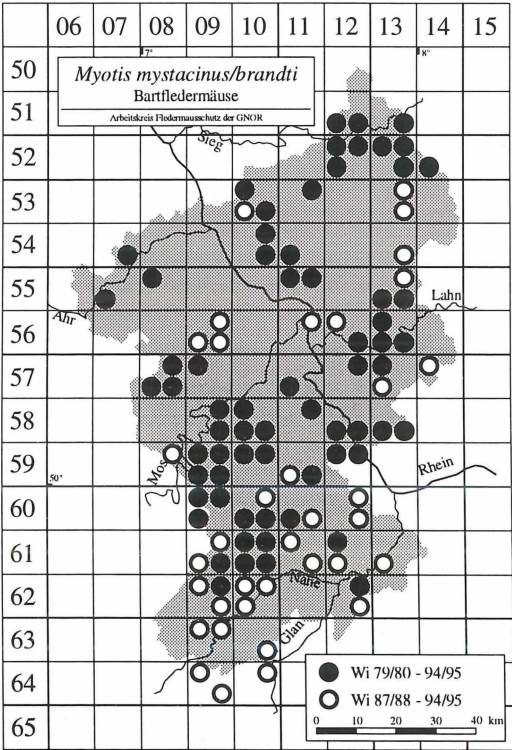 06 07 08 09 10 11 12 13 14 15
50
7° 8°
Myotis mystacinus/brandti
Bartfledermäuse
Arbeitskreis Fledermausschutz der GNOR
51
Sieg
52
53
54
55
Lahn
Ahr
56
57
58
Mosel
59
Rhein
50°
60
61
Nahe
62
Glan
63
Wi 79/80 - 94/95
64
Wi 87/88 - 94/95
65
0 10 20 30 40 km